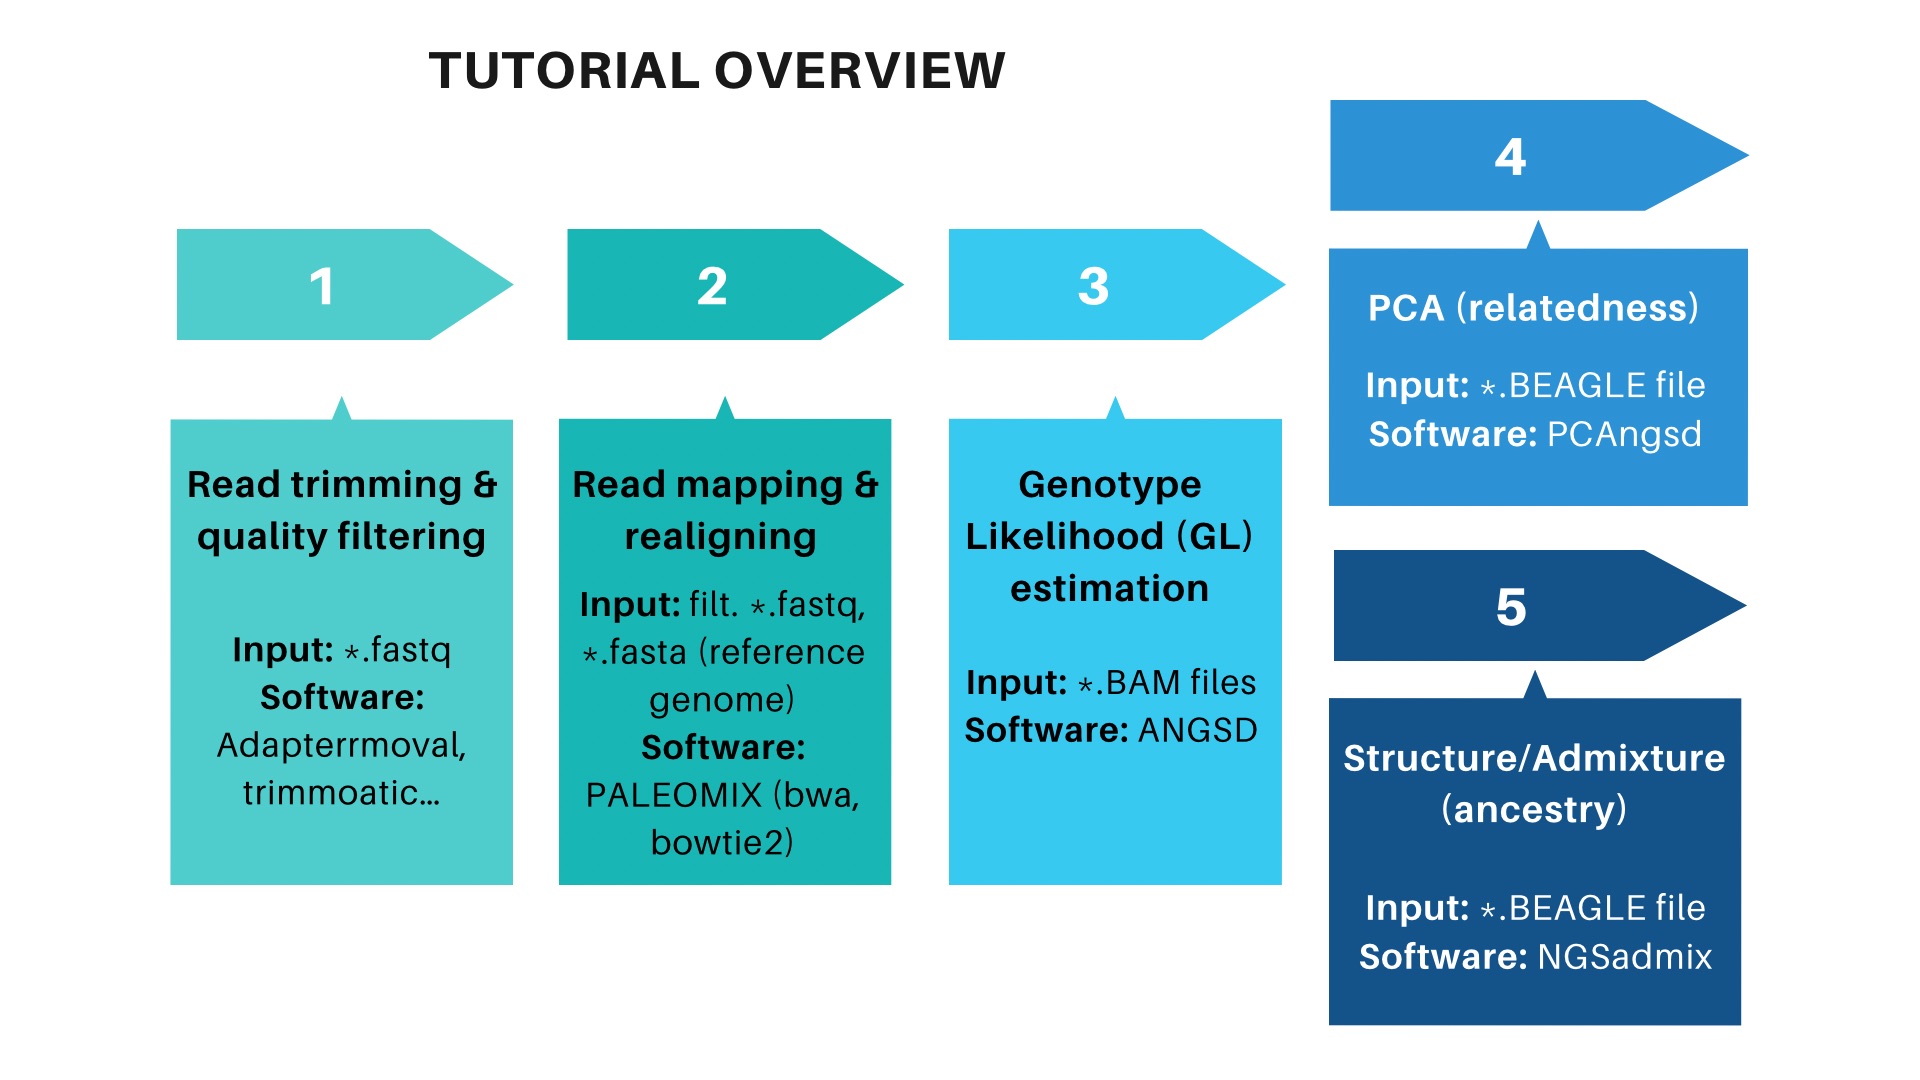 TUTORIAL OVERVIEW
1
Read trimming &
quality filtering
Input: *.fastq
Software:
Adapterrmoval,
trimmoatic...
2
Read mapping &
realigning
Input: filt. *.fastq,
*.fasta (reference
genome)
Software:
PALEOMIX (bwa,
bowtie2)
3
Genotype
Likelihood (GL)
estimation
Input: *.BAM files
Software: ANGSD
4
PCA (relatedness)
Input: *.BEAGLE file
Software: PCAngsd
5
Structure/Admixture
(ancestry)
Input: *.BEAGLE file
Software: NGSadmix